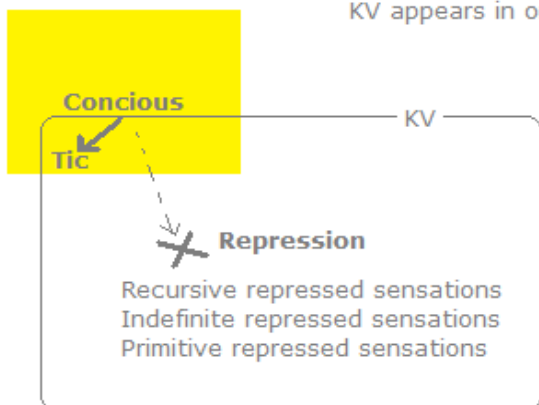 KV appears in o
Concious
KV
Tic
Repression
Recursive repressed sensations
Indefinite repressed sensations
Primitive repressed sensations